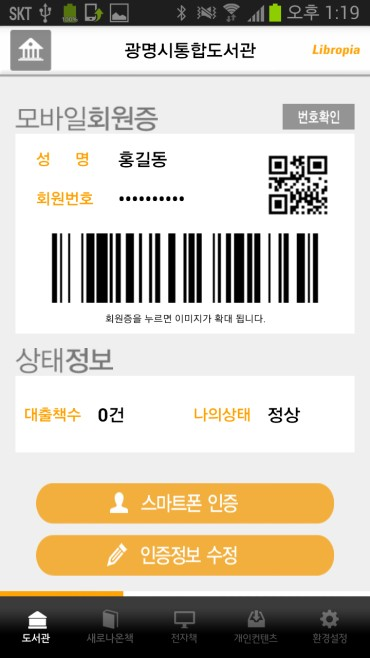 SKT 오후 1:19
광명시통합도서관 Libropia
모바일회원증 번호확인
성 명 홍길동
회원번호 ••••••••••
회원증을 누르면 이미지가 확대 됩니다.
상태정보
대출책수 0건 나의상태 정상
스마트폰 인증
인증정보 수정
도서관 새로나온책 전자책 개인컨텐츠 환경설정